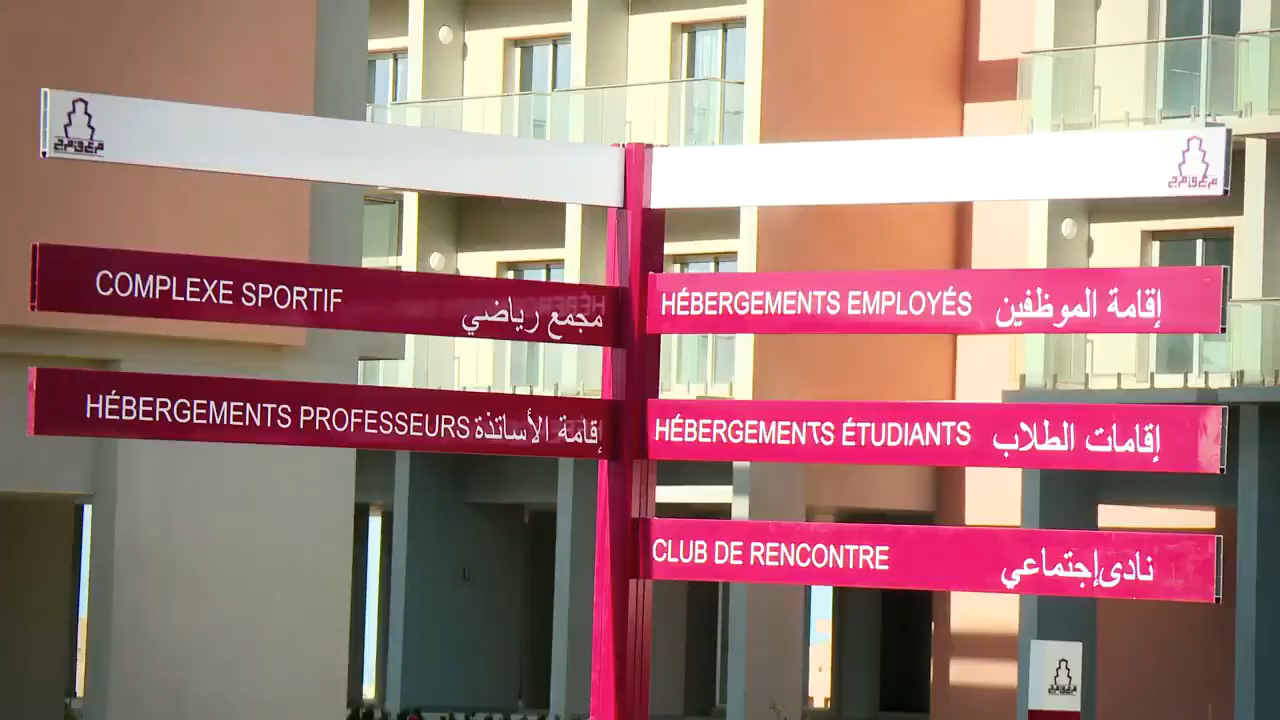 COMPLEXE SPORTIF مجمع رياضي
HÉBERGEMENTS PROFESSEURS إقامة الأساتذة
HÉBERGEMENTS EMPLOYÉS إقامة الموظفين
HÉBERGEMENTS ÉTUDIANTS إقامات الطلاب
CLUB DE RENCONTRE نادى إجتماعي